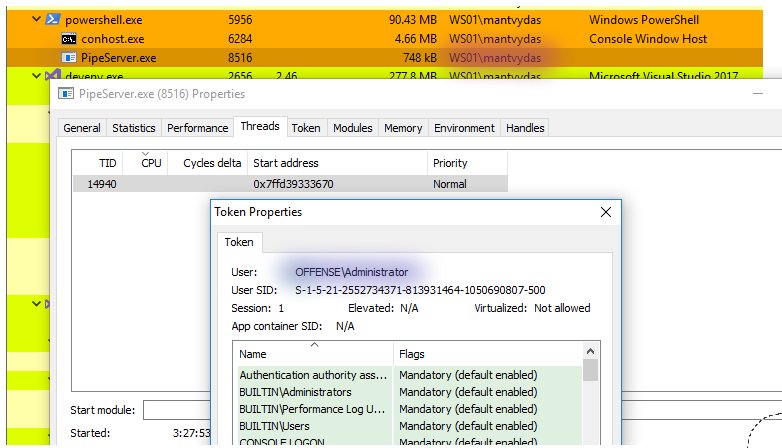 powershell.exe 5956 90.43 MB WS01\mantvydas Windows PowerShell
conhost.exe 6284 4.66 MB WS01\mantvydas Console Window Host
PipeServer.exe 8516 748 kB WS01\mantvydas
devenv.exe 2656 2.46 277.8 MB WS01\mantvydas Microsoft Visual Studio 2017
PipeServer.exe (8516) Properties
General Statistics Performance Threads Token Modules Memory Environment Handles
TID CPU Cycles delta Start address Priority
14940 0x7ffd39333670 Normal
Token Properties
Token
User: OFFENSE\Administrator
User SID: S-1-5-21-2552734371-813931464-1050690807-500
Session: 1 Elevated: N/A Virtualized: Not allowed
App container SID: N/A
Name Flags
Authentication authority ass... Mandatory (default enabled)
BUILTIN\Administrators Mandatory (default enabled)
BUILTIN\Performance Log U... Mandatory (default enabled)
BUILTIN\Users Mandatory (default enabled)
CONSOLE LOGON Mandatory (default enabled)
Start module:
Started: 3:27:53